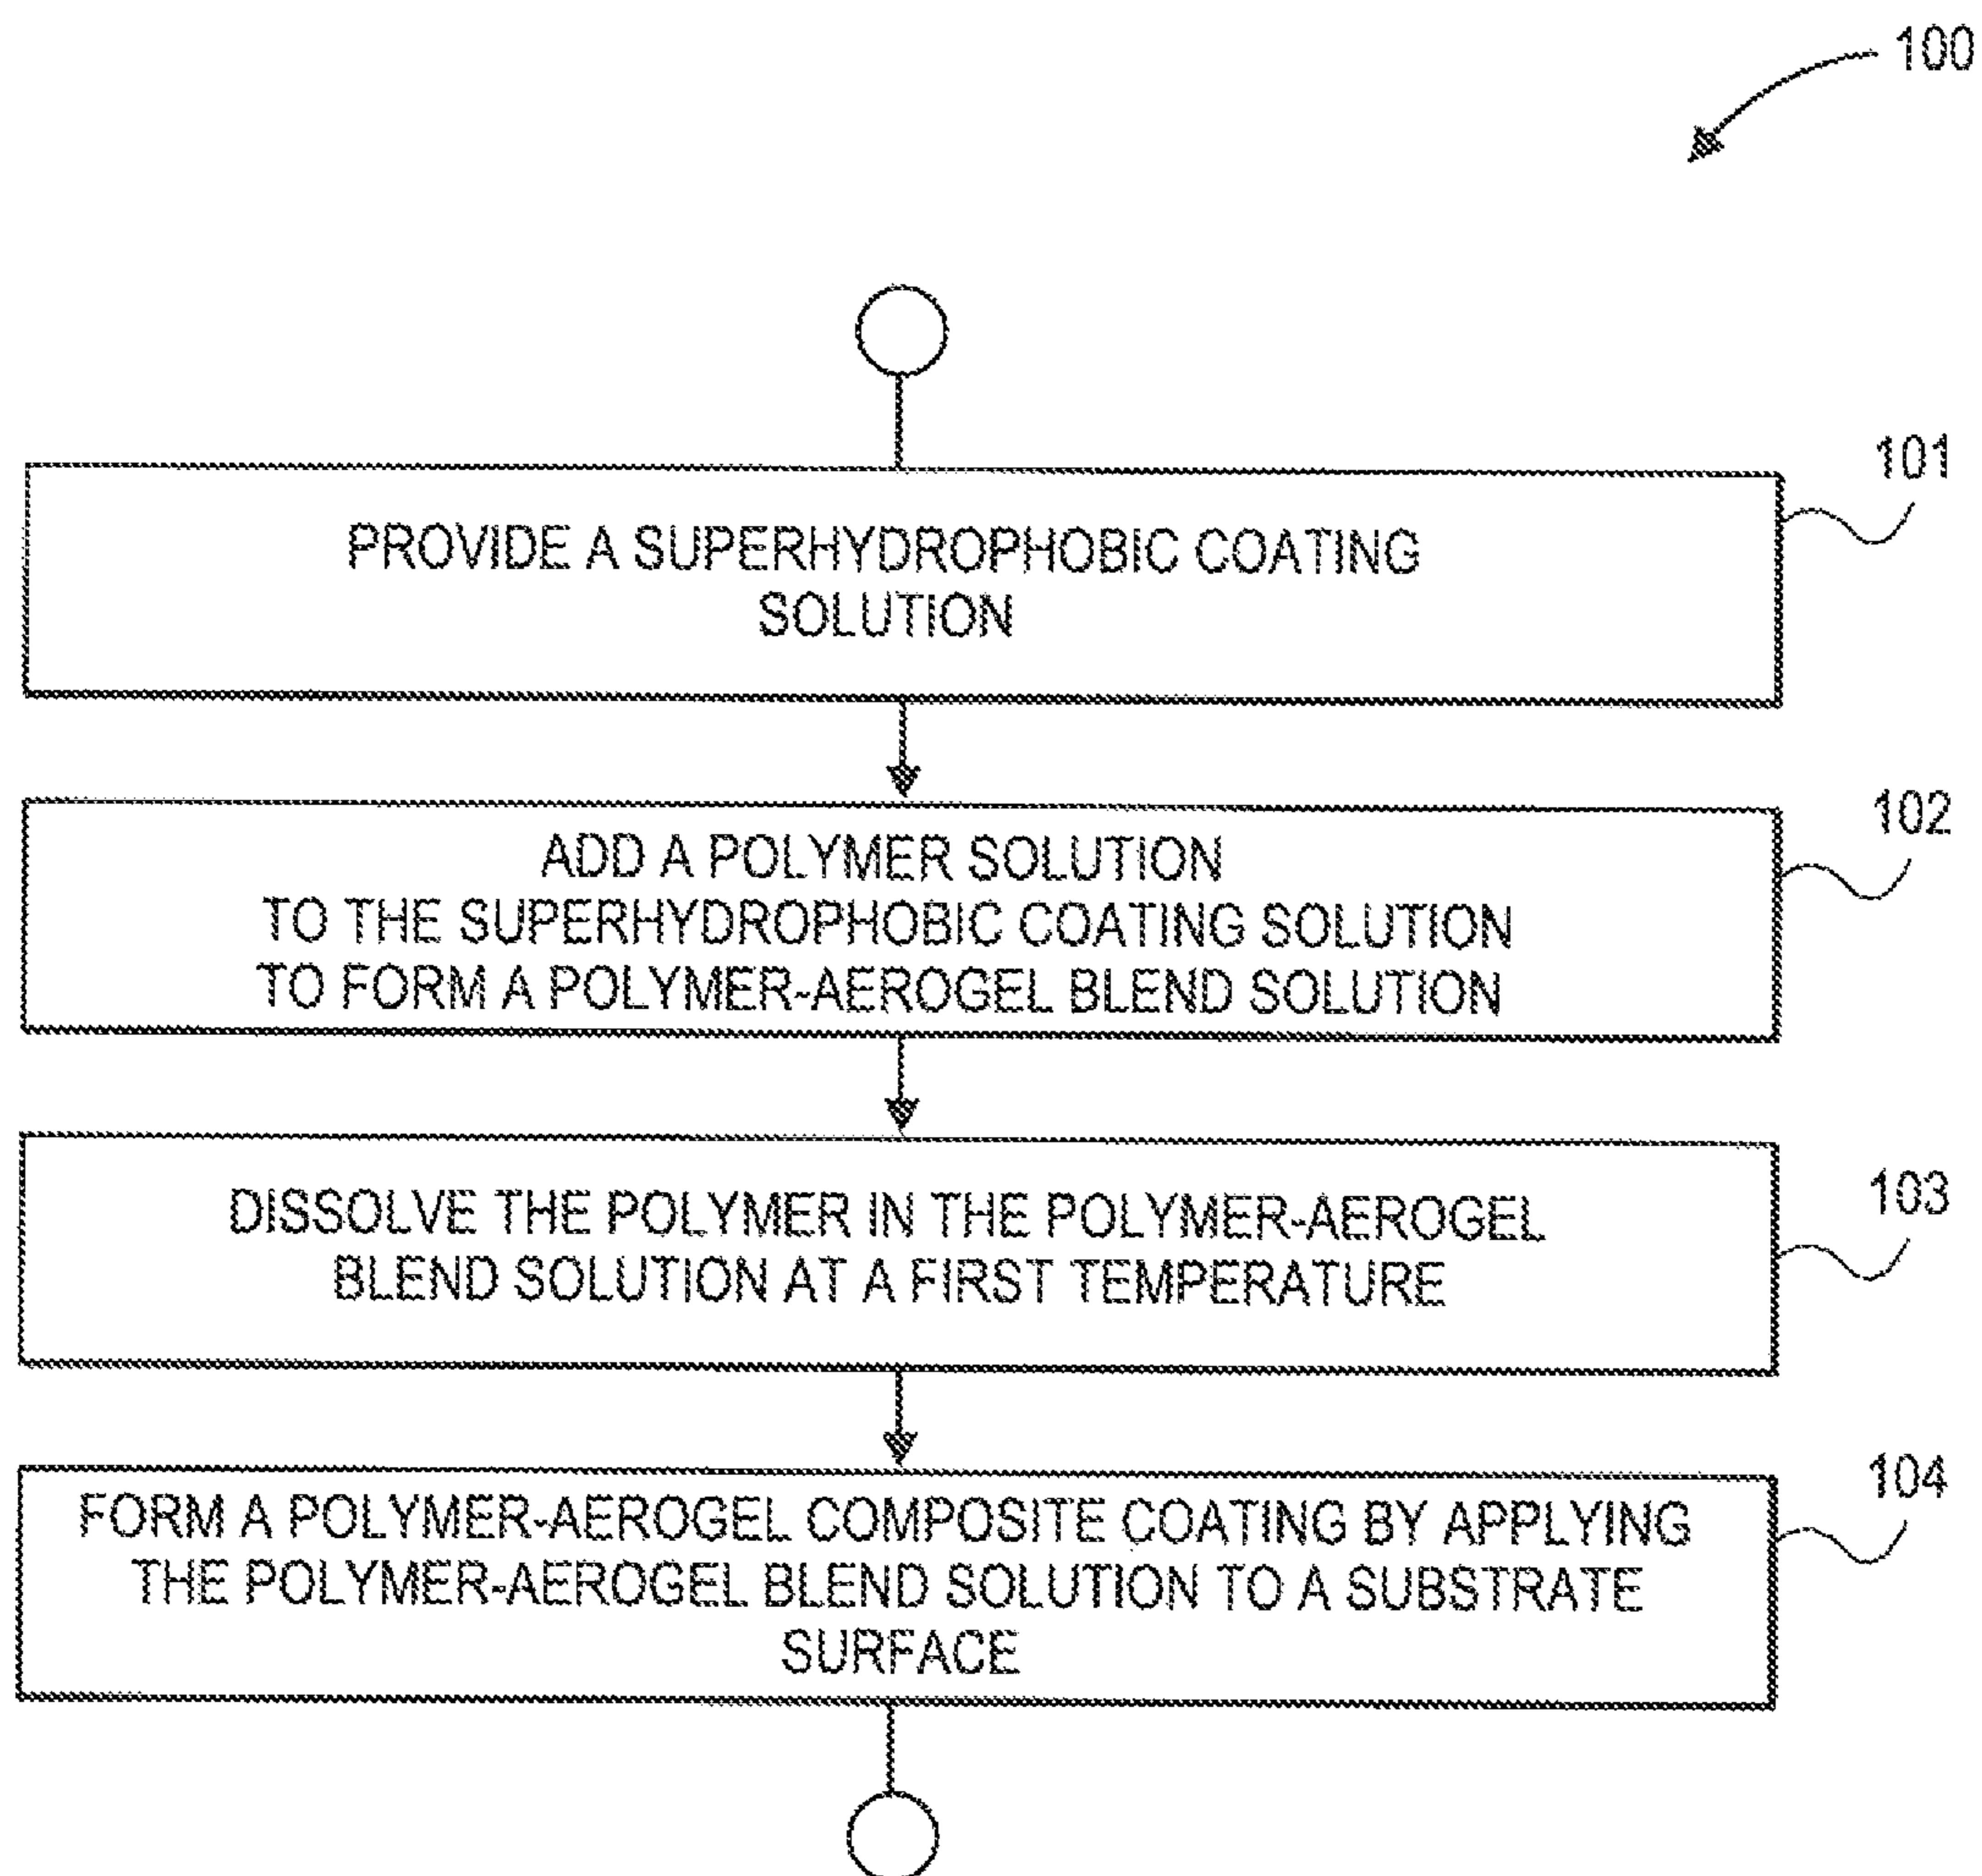 100
101
PROVIDE A SUPERHYDROPHOBIC COATING
SOLUTION
102
ADD A POLYMER SOLUTION
TO THE SUPERHYDROPHOBIC COATING SOLUTION
TO FORM A POLYMER-AEROGEL BLEND SOLUTION
103
DISSOLVE THE POLYMER IN THE POLYMER-AEROGEL
BLEND SOLUTION AT A FIRST TEMPERATURE
104
FORM A POLYMER-AEROGEL COMPOSITE COATING BY APPLYING
THE POLYMER-AEROGEL BLEND SOLUTION TO A SUBSTRATE
SURFACE